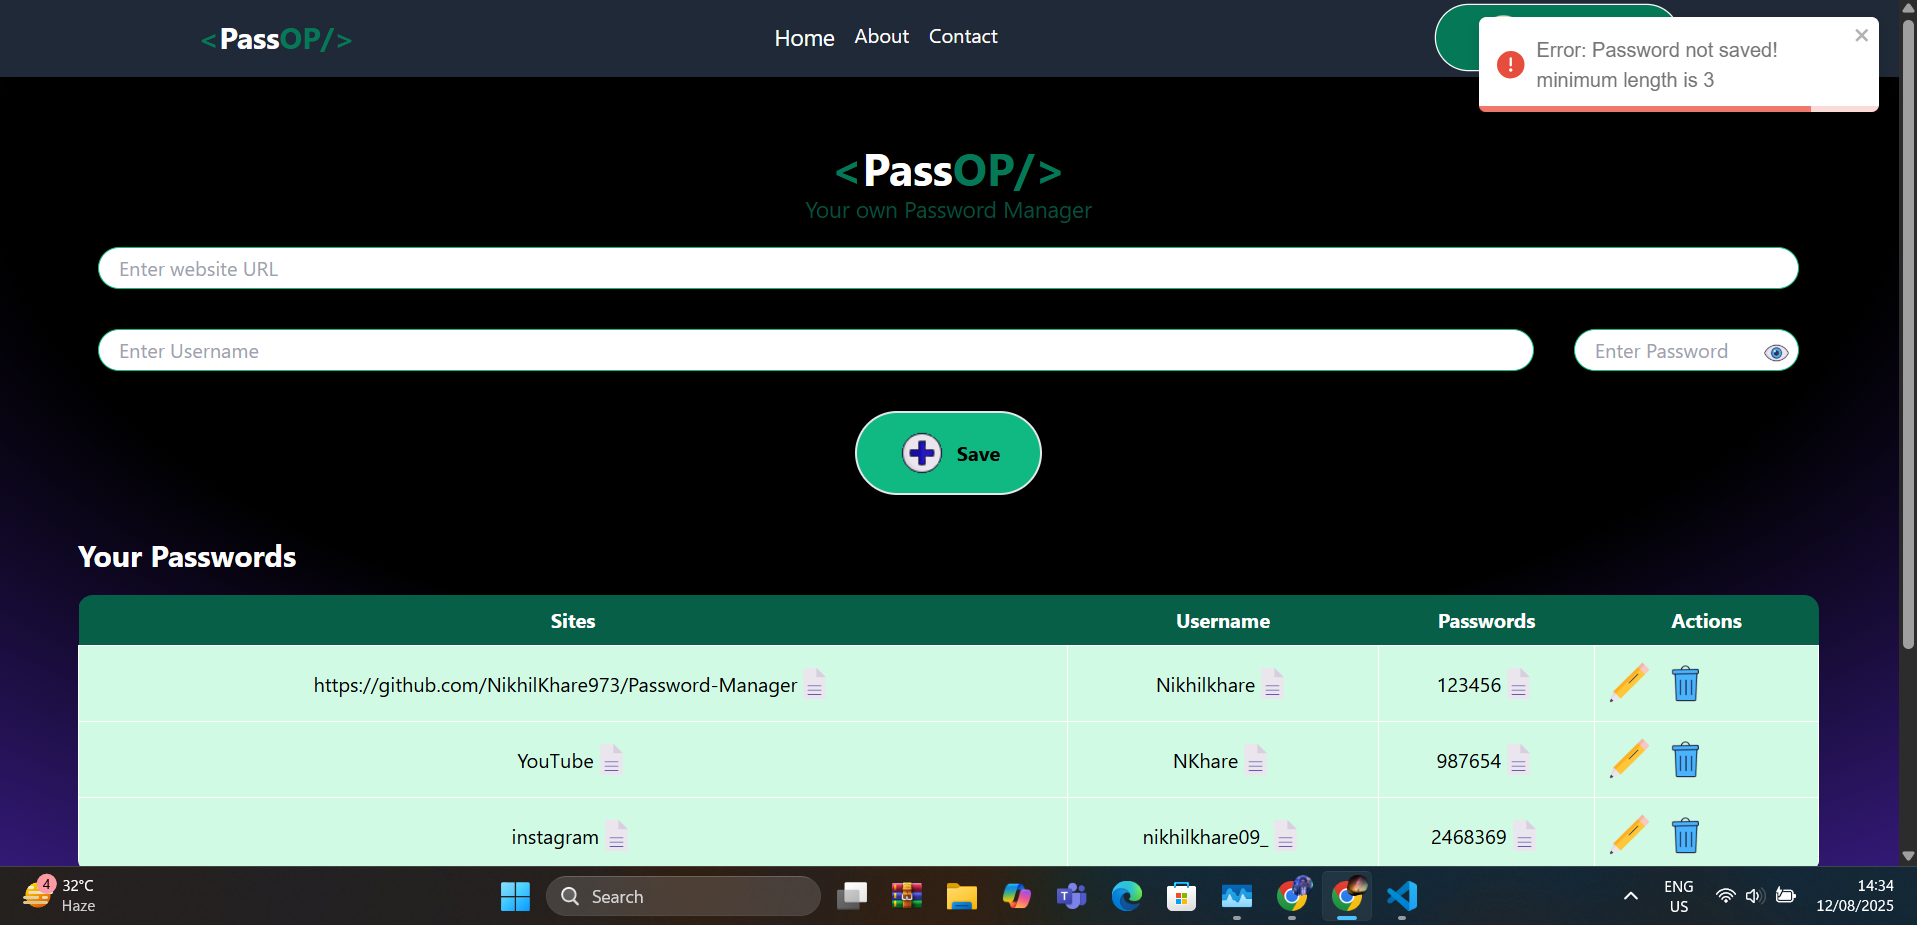 <PassOP/>
Home About Contact
Error: Password not saved!
minimum length is 3
<PassOP/>
Your own Password Manager
Enter website URL
Enter Username
Enter Password
Save
Your Passwords
Sites Username Passwords Actions
https://github.com/NikhilKhare973/Password-Manager Nikhilkhare 123456
YouTube NKhare 987654
instagram nikhilkhare09_ 2468369
4
32°C
Haze
Search
ENG
US
14:34
12/08/2025